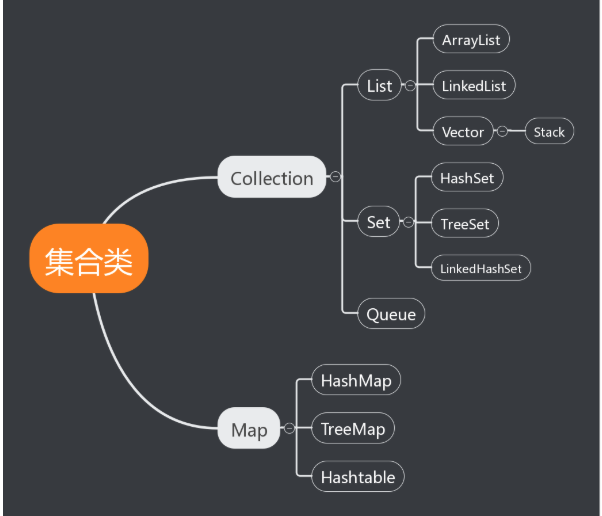 集合类
Collection
List
ArrayList
LinkedList
Vector
Stack
Set
HashSet
TreeSet
LinkedHashSet
Queue
Map
HashMap
TreeMap
Hashtable